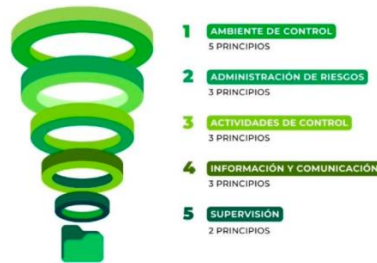 1 AMBIENTE DE CONTROL
5 PRINCIPIOS
2 ADMINISTRACIÓN DE RIESGOS
3 PRINCIPIOS
3 ACTIVIDADES DE CONTROL
3 PRINCIPIOS
4 INFORMACIÓN Y COMUNICACIÓN
3 PRINCIPIOS
5 SUPERVISIÓN
2 PRINCIPIOS